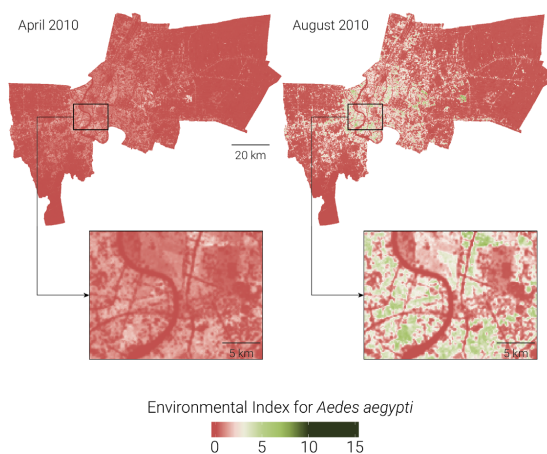 April 2010
August 2010
20 km
5 km
5 km
Environmental Index for Aedes aegypti
0 5 10 15